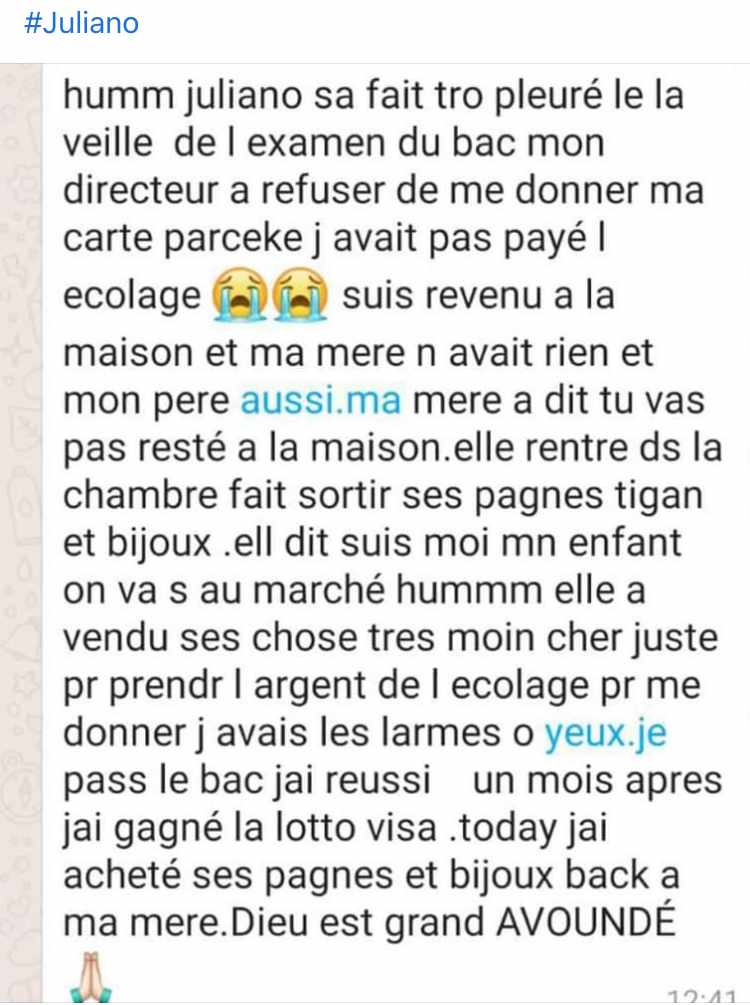 #Juliano
humm juliano sa fait tro pleuré le la
veille de l examen du bac mon
directeur a refuser de me donner ma
carte parceke j avait pas payé l
ecolage 😭😭 suis revenu a la
maison et ma mere n avait rien et
mon pere aussi.ma mere a dit tu vas
pas resté a la maison.elle rentre ds la
chambre fait sortir ses pagnes tigan
et bijoux .ell dit suis moi mn enfant
on va s au marché hummm elle a
vendu ses chose tres moin cher juste
pr prendr l argent de l ecolage pr me
donner j avais les larmes o yeux.je
pass le bac jai reussi un mois apres
jai gagné la lotto visa .today jai
acheté ses pagnes et bijoux back a
ma mere.Dieu est grand AVOUNDÉ
🙏🏻
12:41